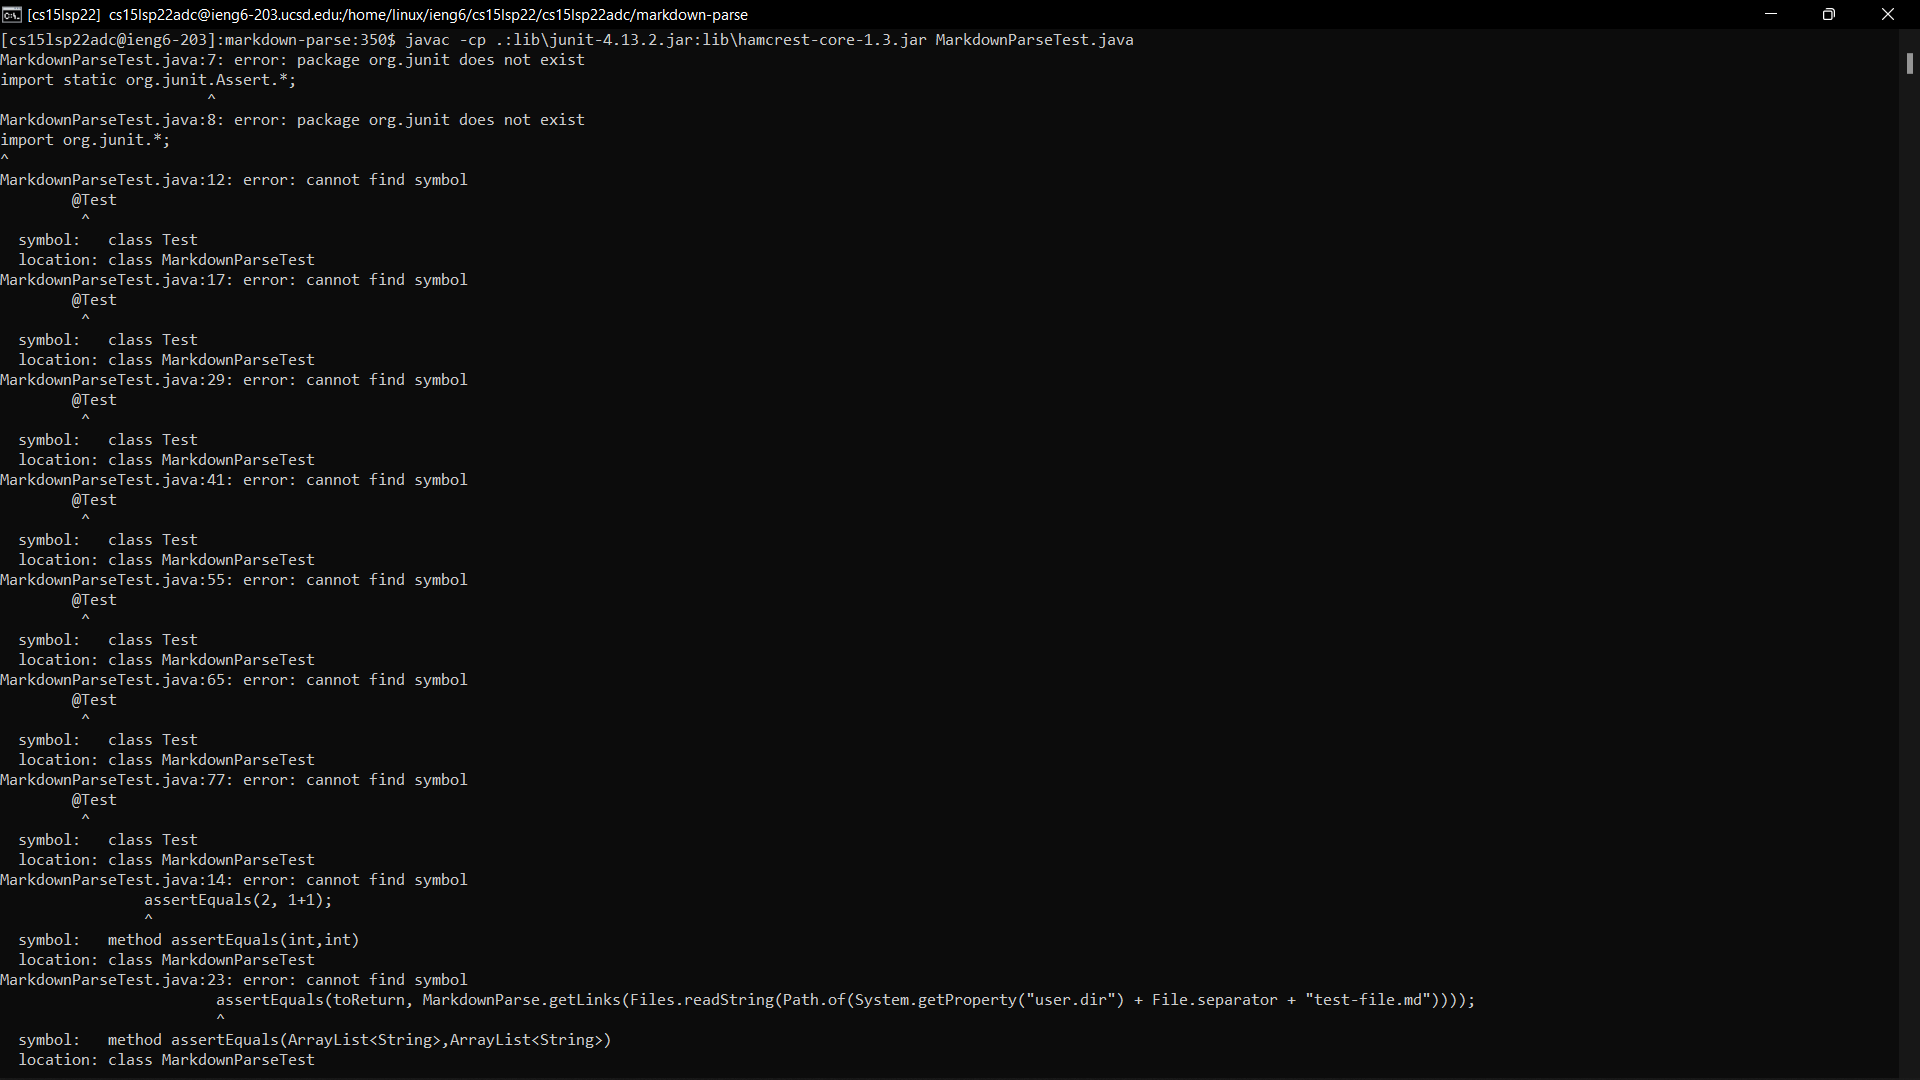 [cs15lsp22] cs15lsp22adc@ieng6-203.ucsd.edu:/home/linux/ieng6/cs15lsp22/cs15lsp22adc/markdown-parse
[cs15lsp22adc@ieng6-203]:markdown-parse:350$ javac -cp .:lib\junit-4.13.2.jar:lib\hamcrest-core-1.3.jar MarkdownParseTest.java
MarkdownParseTest.java:7: error: package org.junit does not exist
import static org.junit.Assert.*;
^
MarkdownParseTest.java:8: error: package org.junit does not exist
import org.junit.*;
^
MarkdownParseTest.java:12: error: cannot find symbol
@Test
^
symbol:   class Test
location: class MarkdownParseTest
MarkdownParseTest.java:17: error: cannot find symbol
@Test
^
symbol:   class Test
location: class MarkdownParseTest
MarkdownParseTest.java:29: error: cannot find symbol
@Test
^
symbol:   class Test
location: class MarkdownParseTest
MarkdownParseTest.java:41: error: cannot find symbol
@Test
^
symbol:   class Test
location: class MarkdownParseTest
MarkdownParseTest.java:55: error: cannot find symbol
@Test
^
symbol:   class Test
location: class MarkdownParseTest
MarkdownParseTest.java:65: error: cannot find symbol
@Test
^
symbol:   class Test
location: class MarkdownParseTest
MarkdownParseTest.java:77: error: cannot find symbol
@Test
^
symbol:   class Test
location: class MarkdownParseTest
MarkdownParseTest.java:14: error: cannot find symbol
assertEquals(2, 1+1);
^
symbol:   method assertEquals(int,int)
location: class MarkdownParseTest
MarkdownParseTest.java:23: error: cannot find symbol
assertEquals(toReturn, MarkdownParse.getLinks(Files.readString(Path.of(System.getProperty("user.dir") + File.separator + "test-file.md"))));
^
symbol:   method assertEquals(ArrayList<String>,ArrayList<String>)
location: class MarkdownParseTest